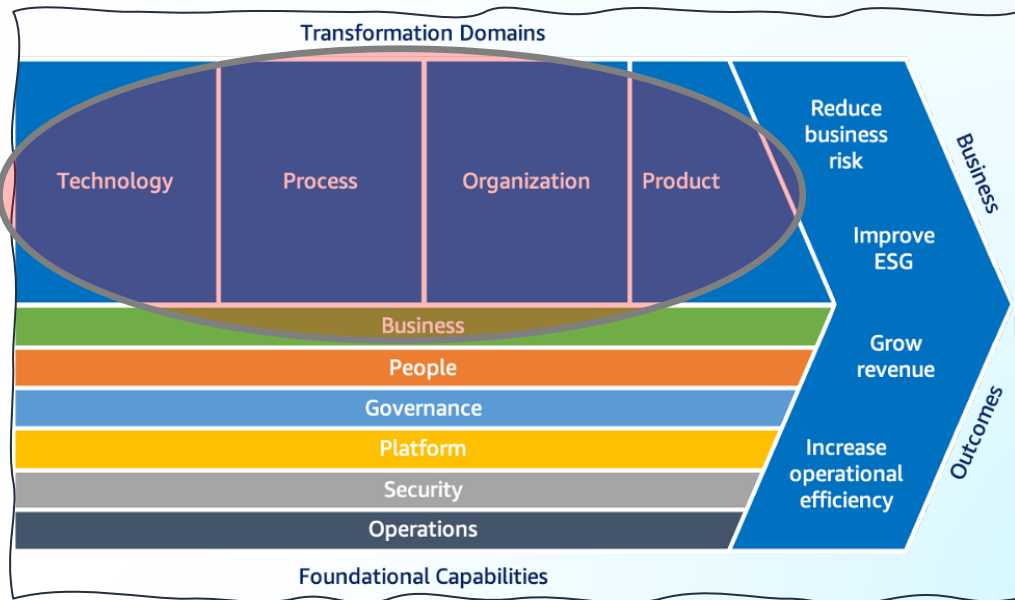 Transformation Domains
Technology
Process
Organization
Product
Reduce
business
risk
Improve
ESG
Grow
revenue
Increase
operational
efficiency
Business
Outcomes
Business
People
Governance
Platform
Security
Operations
Foundational Capabilities